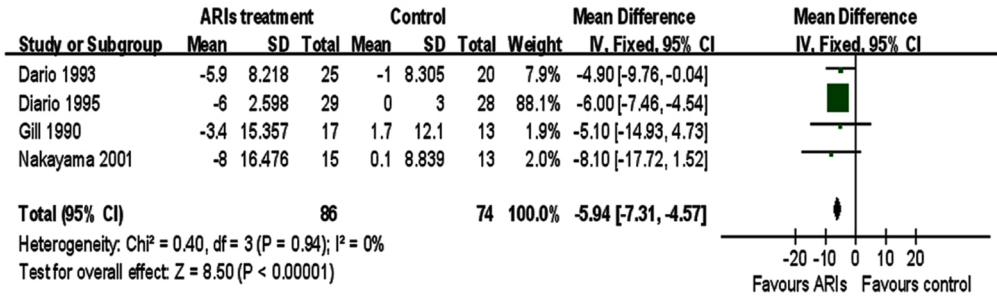 ARIs treatment Control Mean Difference Mean Difference
Study or Subgroup Mean SD Total Mean SD Total Weight IV, Fixed, 95% CI IV, Fixed, 95% CI
Dario 1993 -5.9 8.218 25 -1 8.305 20 7.9% -4.90 [-9.76, -0.04]
Diario 1995 -6 2.598 29 0 3 28 88.1% -6.00 [-7.46, -4.54]
Gill 1990 -3.4 15.357 17 1.7 12.1 13 1.9% -5.10 [-14.93, 4.73]
Nakayama 2001 -8 16.476 15 0.1 8.839 13 2.0% -8.10 [-17.72, 1.52]
Total (95% CI) 86 74 100.0% -5.94 [-7.31, -4.57]
Heterogeneity: Chi² = 0.40, df = 3 (P = 0.94); I² = 0%
Test for overall effect: Z = 8.50 (P < 0.00001)
-20 -10 0 10 20
Favours ARIs Favours control